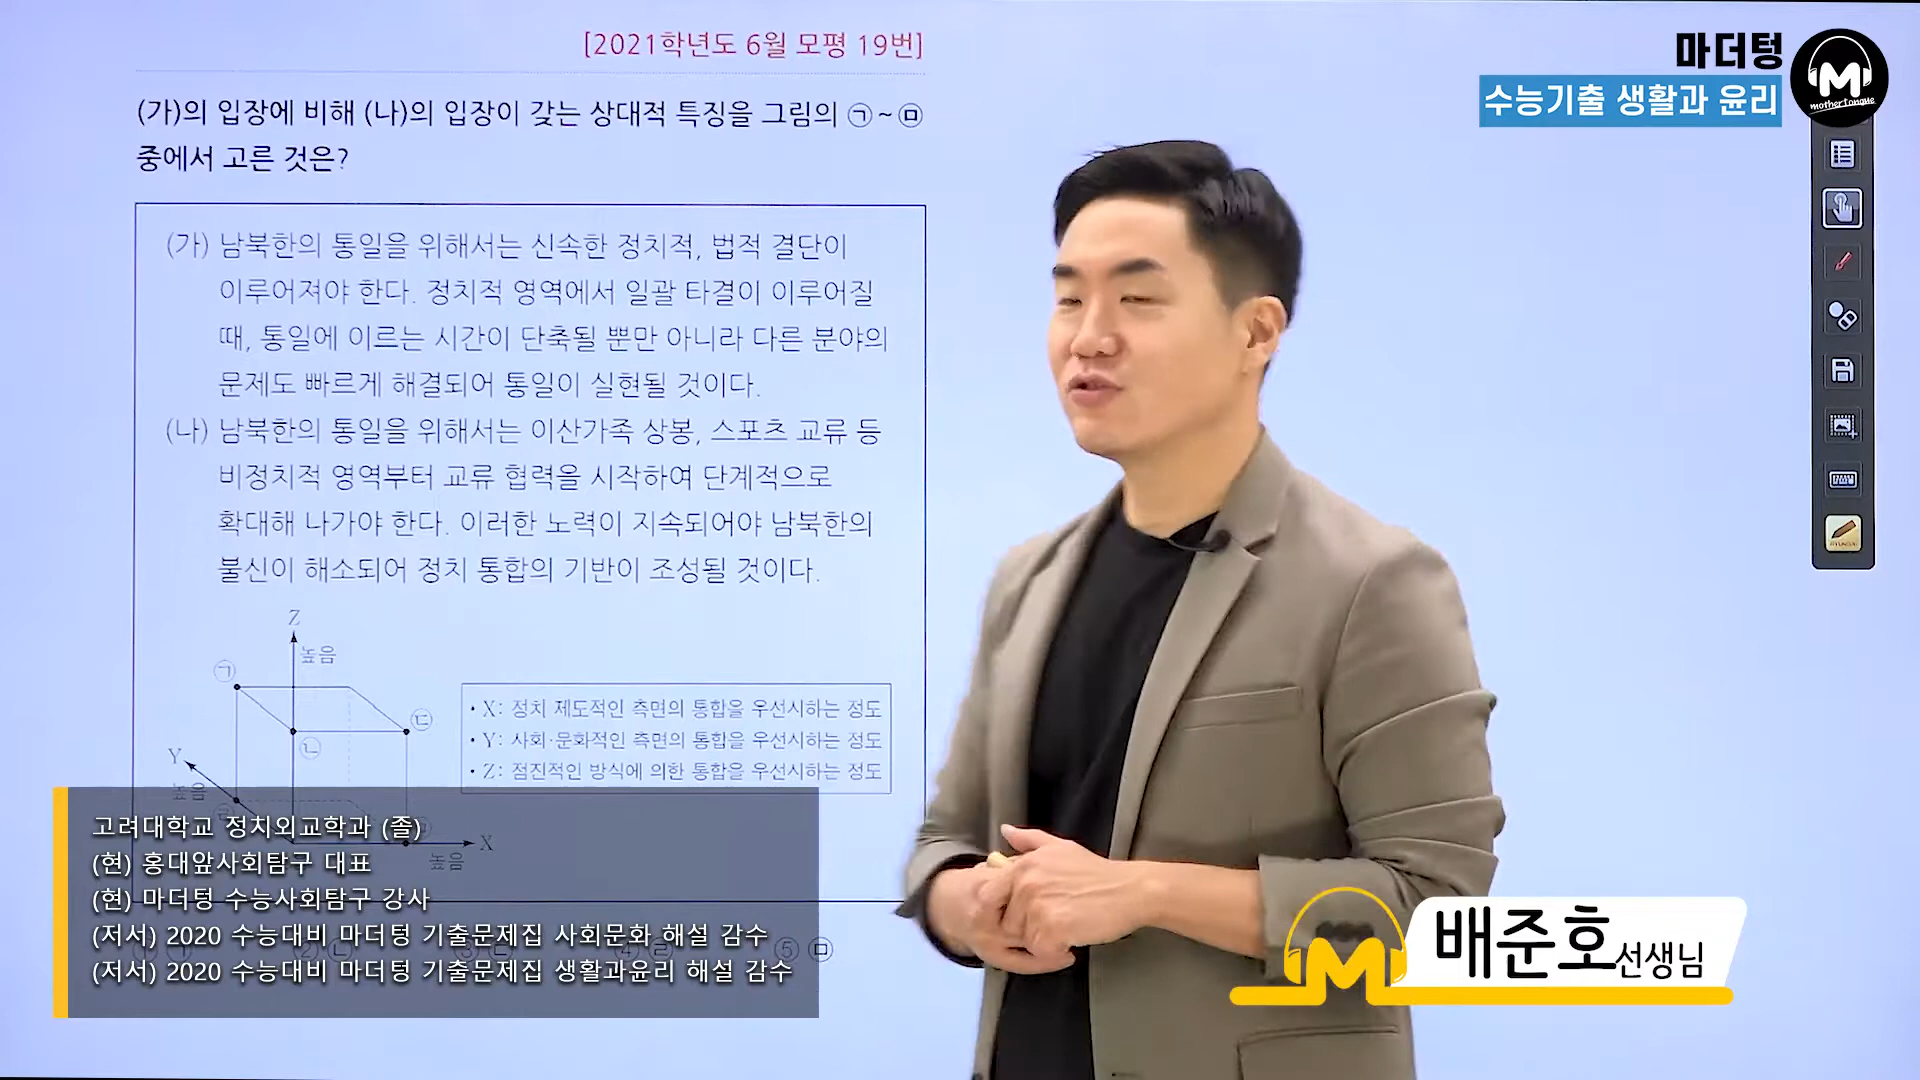 [2021학년도 6월 모평 19번]
(가)의 입장에 비해 (나)의 입장이 갖는 상대적 특징을 그림의 ㉠~㉤
중에서 고른 것은?
(가) 남북한의 통일을 위해서는 신속한 정치적, 법적 결단이
이루어져야 한다. 정치적 영역에서 일괄 타결이 이루어질
때, 통일에 이르는 시간이 단축될 뿐만 아니라 다른 분야의
문제도 빠르게 해결되어 통일이 실현될 것이다.
(나) 남북한의 통일을 위해서는 이산가족 상봉, 스포츠 교류 등
비정치적 영역부터 교류 협력을 시작하여 단계적으로
확대해 나가야 한다. 이러한 노력이 지속되어야 남북한의
불신이 해소되어 정치 통합의 기반이 조성될 것이다.
Z
높음
㉠
㉢
㉡
Y
높음
㉣
X
높음
• X: 정치 제도적인 측면의 통합을 우선시하는 정도
• Y: 사회·문화적인 측면의 통합을 우선시하는 정도
• Z: 점진적인 방식에 의한 통합을 우선시하는 정도
① ㉠ ② ㉡ ③ ㉢ ④ ㉣ ⑤ ㉤
고려대학교 정치외교학과 (졸)
(현) 홍대앞사회탐구 대표
(현) 마더텅 수능사회탐구 강사
(저서) 2020 수능대비 마더텅 기출문제집 사회문화 해설 감수
(저서) 2020 수능대비 마더텅 기출문제집 생활과윤리 해설 감수
마더텅
수능기출 생활과 윤리
M
mothertongue
M
배준호선생님